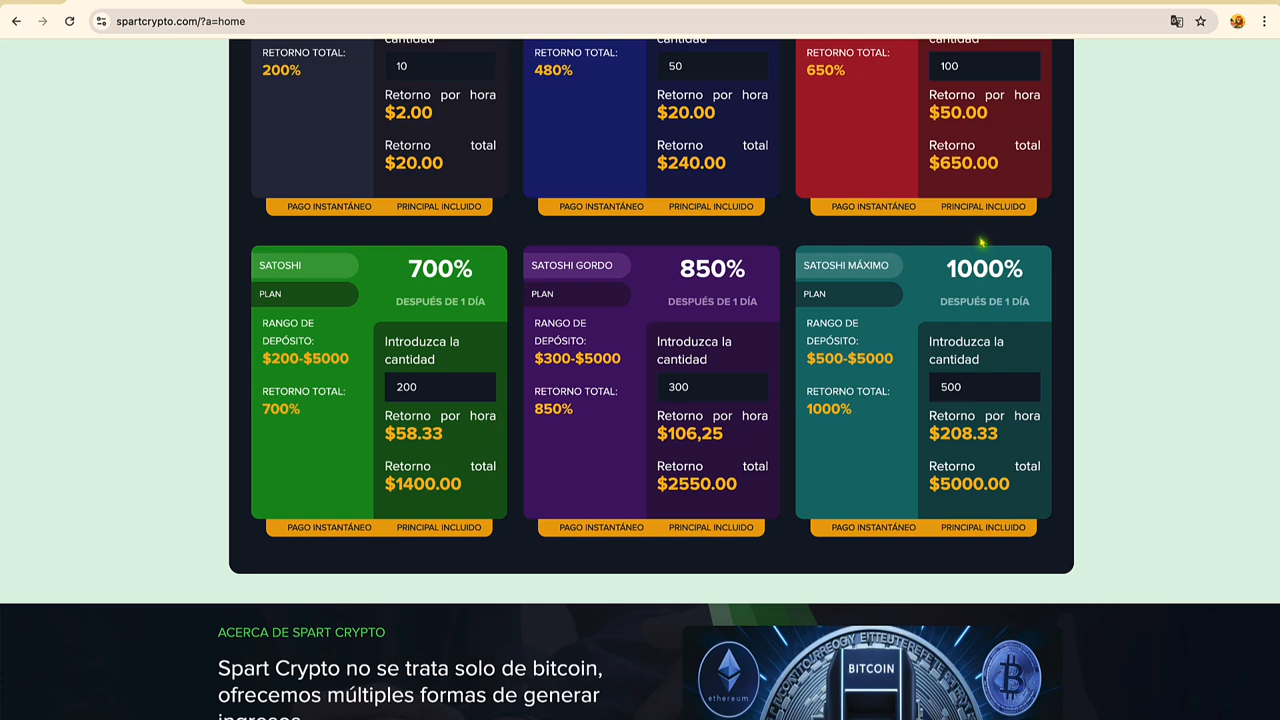 spartcrypto.com/?a=home
cantidad
cantidad
cantidad
RETORNO TOTAL:
200%
10
Retorno por hora
$2.00
Retorno total
$20.00
PAGO INSTANTÁNEO PRINCIPAL INCLUIDO
RETORNO TOTAL:
480%
50
Retorno por hora
$20.00
Retorno total
$240.00
PAGO INSTANTÁNEO PRINCIPAL INCLUIDO
RETORNO TOTAL:
650%
100
Retorno por hora
$50.00
Retorno total
$650.00
PAGO INSTANTÁNEO PRINCIPAL INCLUIDO
SATOSHI
PLAN
700%
DESPUÉS DE 1 DÍA
RANGO DE
DEPÓSITO:
$200-$5000
RETORNO TOTAL:
700%
Introduzca la
cantidad
200
Retorno por hora
$58.33
Retorno total
$1400.00
PAGO INSTANTÁNEO PRINCIPAL INCLUIDO
SATOSHI GORDO
PLAN
850%
DESPUÉS DE 1 DÍA
RANGO DE
DEPÓSITO:
$300-$5000
RETORNO TOTAL:
850%
Introduzca la
cantidad
300
Retorno por hora
$106,25
Retorno total
$2550.00
PAGO INSTANTÁNEO PRINCIPAL INCLUIDO
SATOSHI MÁXIMO
PLAN
1000%
DESPUÉS DE 1 DÍA
RANGO DE
DEPÓSITO:
$500-$5000
RETORNO TOTAL:
1000%
Introduzca la
cantidad
500
Retorno por hora
$208.33
Retorno total
$5000.00
PAGO INSTANTÁNEO PRINCIPAL INCLUIDO
ACERCA DE SPART CRYPTO
Spart Crypto no se trata solo de bitcoin,
ofrecemos múltiples formas de generar
ingresos
ethereum
BITCOIN